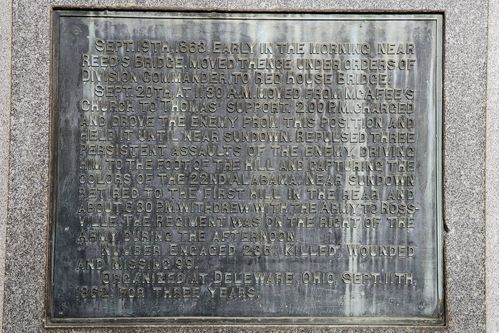 SEPT. 19TH. 1863. EARLY IN THE MORNING, NEAR
REED'S BRIDGE. MOVED THENCE UNDER ORDERS OF
DIVISION COMMANDER, TO RED HOUSE BRIDGE.
SEPT. 20TH. AT 11:30 A.M. MOVED FROM MCAFEE'S
CHURCH TO THOMAS' SUPPORT. 2:00 P.M. CHARGED
AND DROVE THE ENEMY FROM THIS POSITION AND
HELD IT UNTIL NEAR SUNDOWN. REPULSED THREE
PERSISTENT ASSAULTS OF THE ENEMY, DRIVING
HIM TO THE FOOT OF THE HILL AND CAPTURING THE
COLORS OF THE 22ND. ALABAMA. NEAR SUNDOWN
RETIRED TO THE FIRST HILL IN THE REAR AND
ABOUT 6:30 P.M. WITHDREW WITH THE ARMY TO ROSS-
VILLE. THE REGIMENT WAS ON THE RIGHT OF THE
ARMY DURING THE AFTERNOON.
NUMBER ENGAGED KILLED, WOUNDED
AND MISSING 96.
ORGANIZED AT DELEWARE, OHIO, SEPT. 11TH,
1862, FOR THREE YEARS.